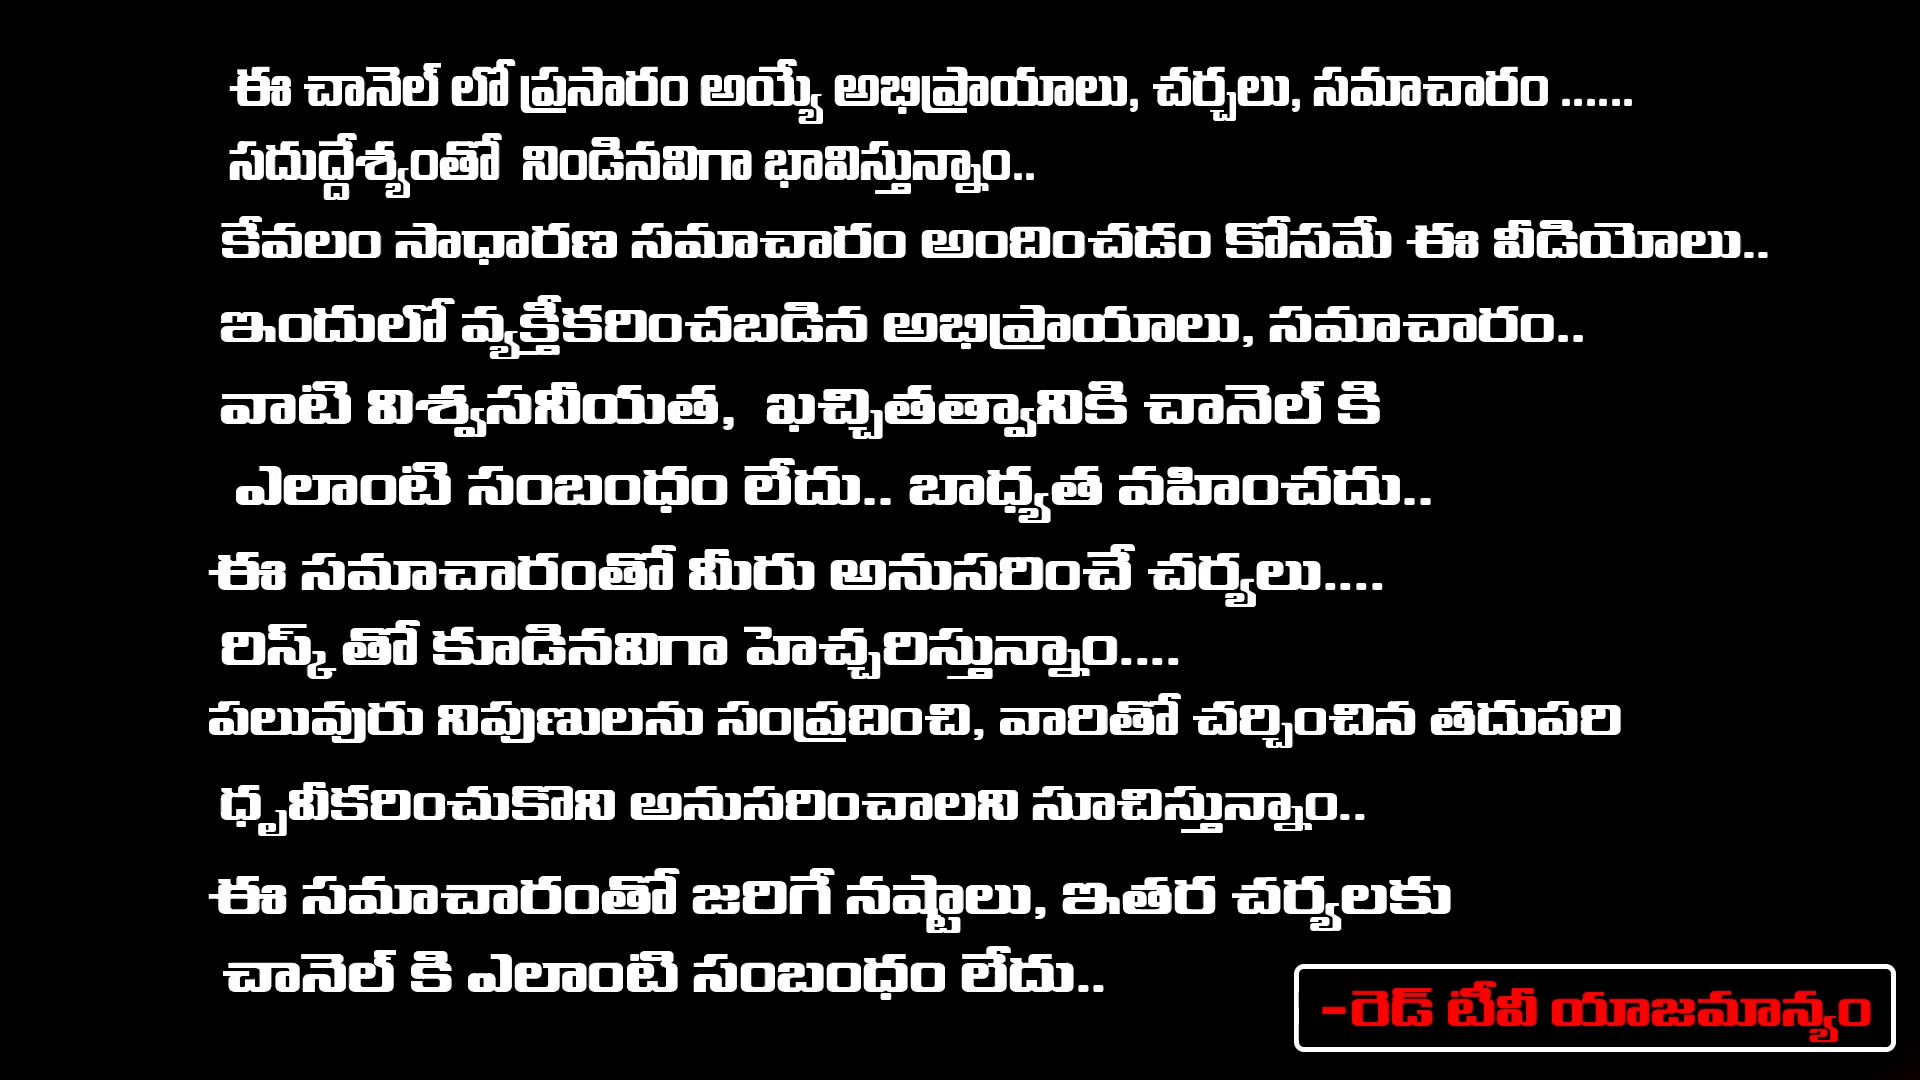 ఈ చానెల్ లో ప్రసారం అయ్యే అభిప్రాయాలు, చర్చలు, సమాచారం ......
సదుద్దేశ్యంతో నిండినవిగా భావిస్తున్నాం..
కేవలం సాధారణ సమాచారం అందించడం కోసమే ఈ వీడియోలు..
ఇందులో వ్యక్తీకరించబడిన అభిప్రాయాలు, సమాచారం..
వాటి విశ్వసనీయత, ఖచ్చితత్వానికి చానెల్ కి
ఎలాంటి సంబంధం లేదు.. బాధ్యత వహించదు..
ఈ సమాచారంతో మీరు అనుసరించే చర్యలు....
రిస్క్ తో కూడినవిగా హెచ్చరిస్తున్నాం....
పలువురు నిపుణులను సంప్రదించి, వారితో చర్చించిన తదుపరి
ధృవీకరించుకొని అనుసరించాలని సూచిస్తున్నాం..
ఈ సమాచారంతో జరిగే నష్టాలు, ఇతర చర్యలకు
చానెల్ కి ఎలాంటి సంబంధం లేదు..
-రెడ్ టీవీ యాజమాన్యం